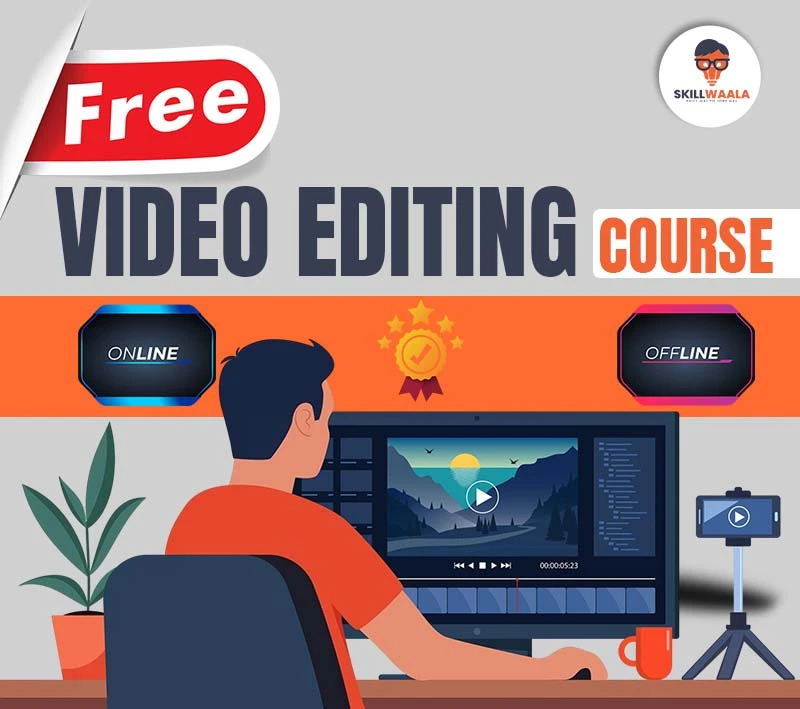 Free
SKILLWAALA
VIDEO EDITING COURSE
ONLINE
OFFLINE
00:00:05:23